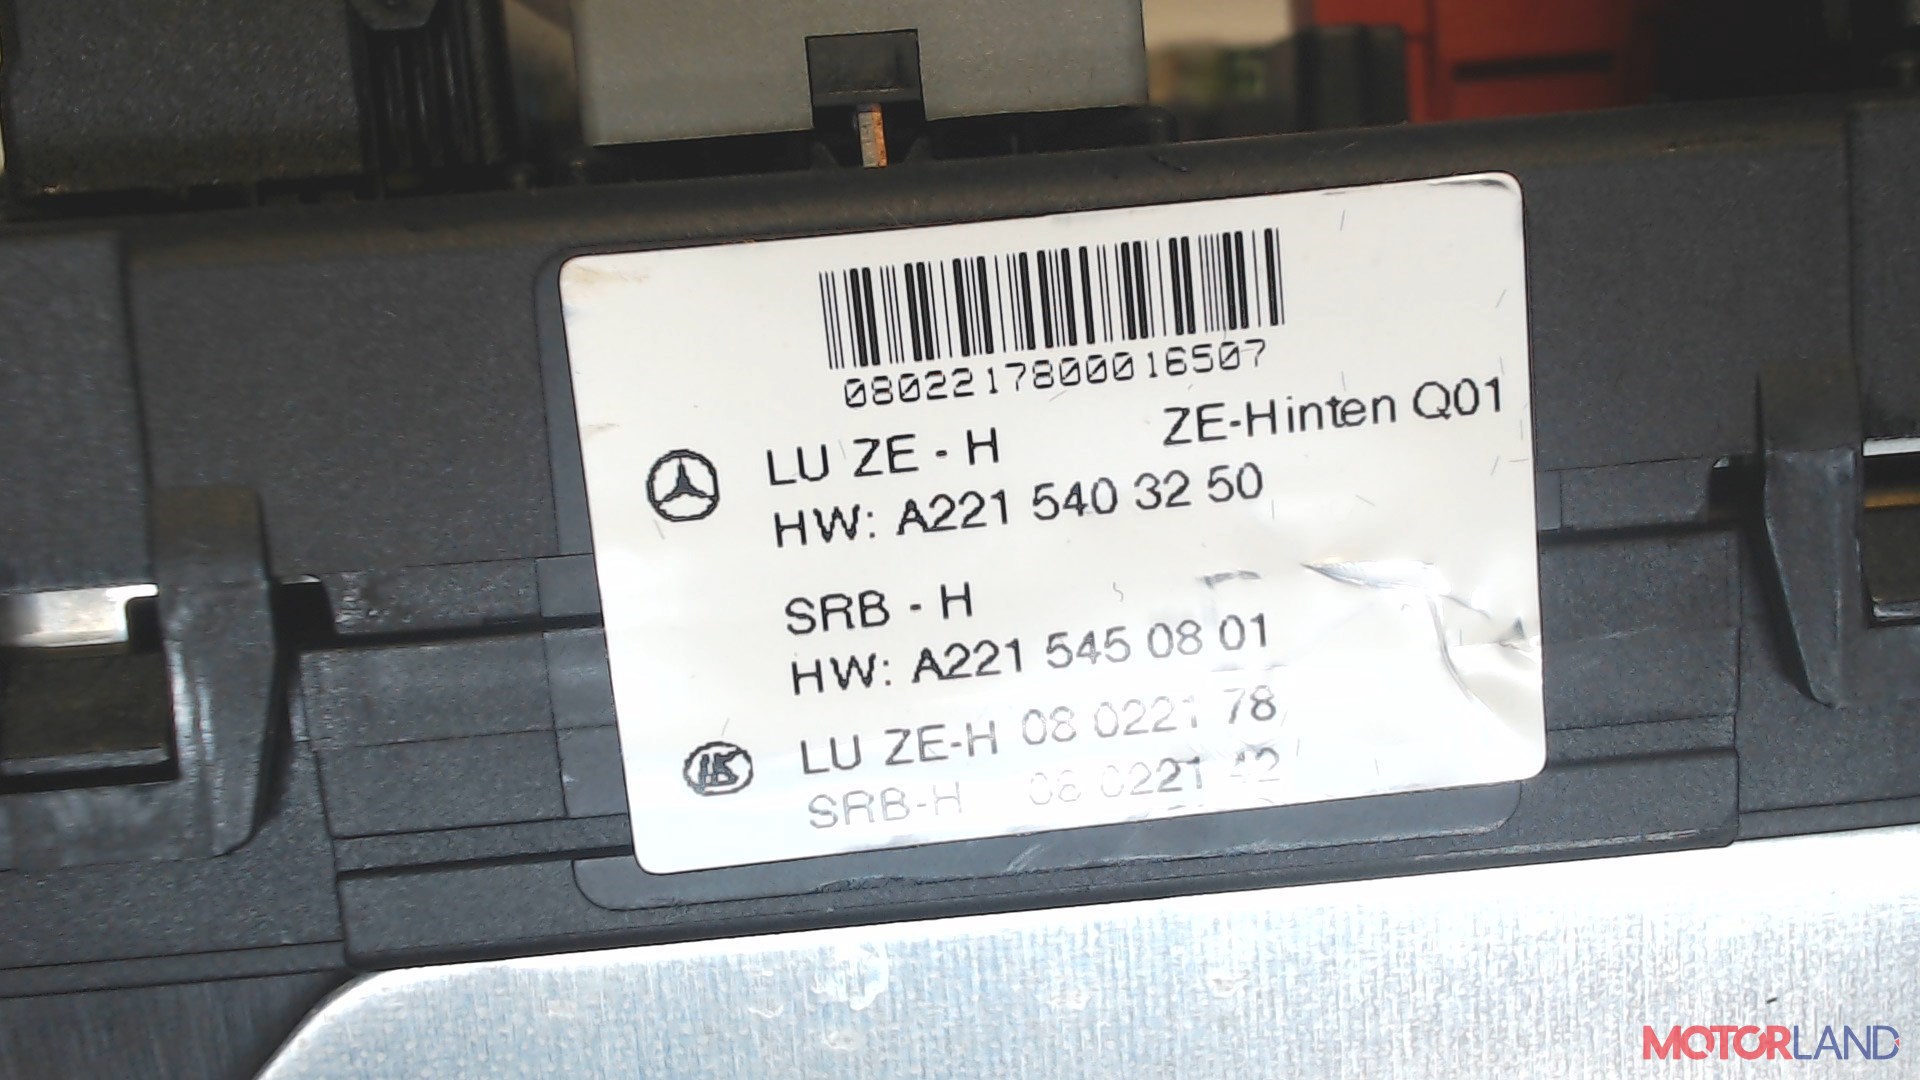 0802217800016507
LU ZE - H ZE-Hinten Q01
HW: A221 540 32 50
SRB - H
HW: A221 545 08 01
LU ZE-H 08 0221 78
SRB-H 08 0221 42
MOTORLAND